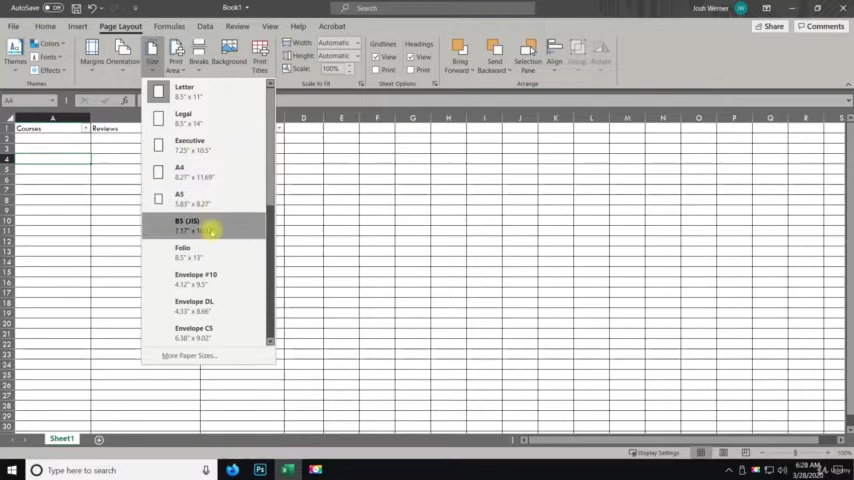 AutoSave Off Book1 Search Josh Werner JW
File Home Insert Page Layout Formulas Data Review View Help Acrobat Share Comments
Themes Colors Fonts Effects Margins Orientation Size Print Area Breaks Background Print Titles Width: Automatic Height: Automatic Scale: 100% Gridlines View Print Headings View Print Bring Forward Send Backward Selection Pane Align Group Rotate
Themes Scale to Fit Sheet Options Arrange
A4 fx
Letter
8.5" x 11"
Legal
8.5" x 14"
Executive
7.25" x 10.5"
A4
8.27" x 11.69"
A5
5.83" x 8.27"
B5 (JIS)
7.17" x
Folio
8.5" x 13"
Envelope #10
4.12" x 9.5"
Envelope DL
4.33" x 8.66"
Envelope C5
6.38" x 9.02"
More Paper Sizes...
A D E F G H I J K L M N O P Q R S
1 Courses Reviews
2
3
4
5
6
7
8
9
10
11
12
13
14
15
16
17
18
19
20
21
22
23
24
25
26
27
28
29
30
Sheet1
Display Settings 100%
Type here to search Ps 6:28 AM
3/28/2020 Udemy